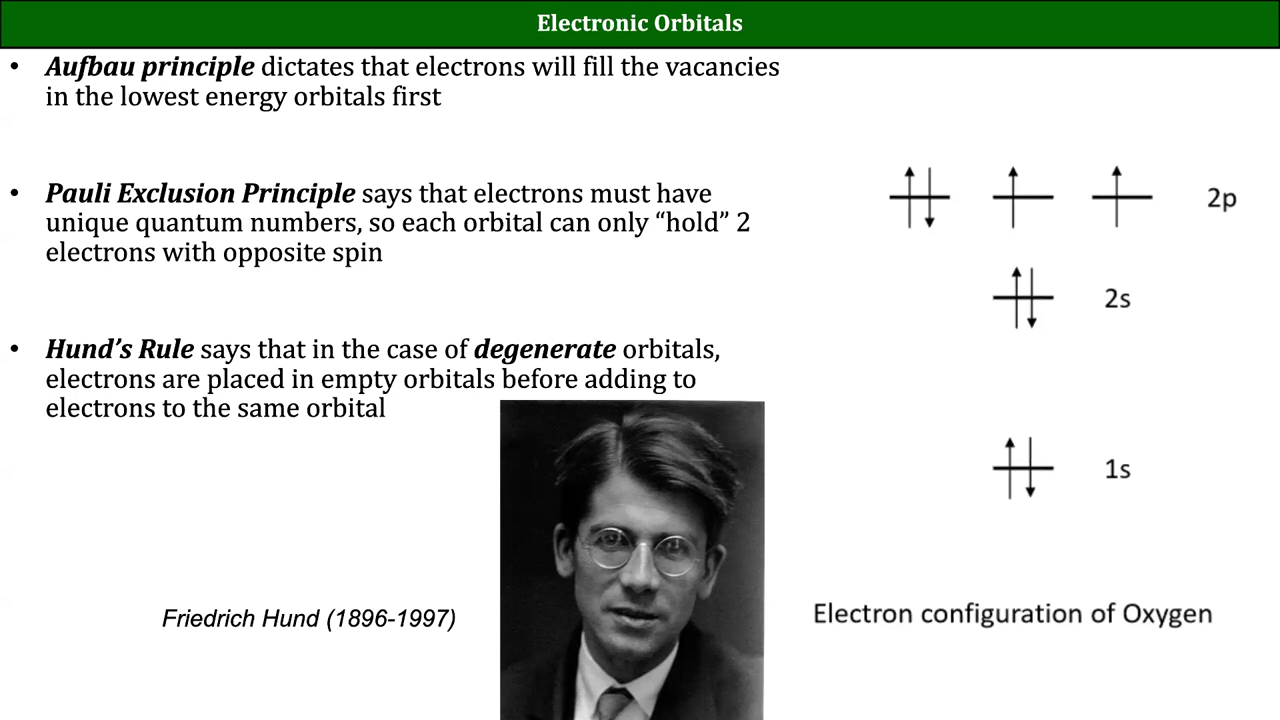 Electronic Orbitals
• Aufbau principle dictates that electrons will fill the vacancies
in the lowest energy orbitals first
• Pauli Exclusion Principle says that electrons must have
unique quantum numbers, so each orbital can only “hold” 2
electrons with opposite spin
• Hund’s Rule says that in the case of degenerate orbitals,
electrons are placed in empty orbitals before adding to
electrons to the same orbital
Friedrich Hund (1896-1997)
2p
2s
1s
Electron configuration of Oxygen